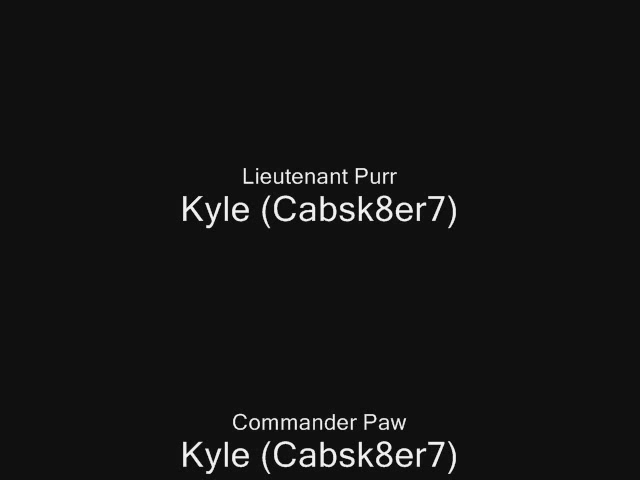 Lieutenant Purr
Kyle (Cabsk8er7)
Commander Paw
Kyle (Cabsk8er7)